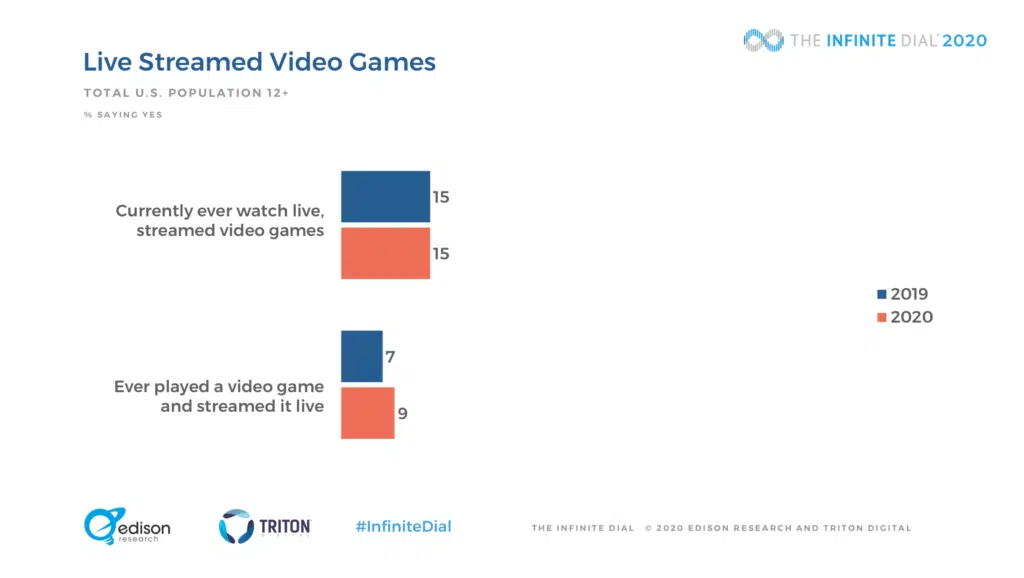 THE INFINITE DIAL 2020
Live Streamed Video Games
TOTAL U.S. POPULATION 12+
% SAYING YES
Currently ever watch live,
streamed video games
15
15
2019
2020
Ever played a video game
and streamed it live
7
9
edison
research
TRITON
DIGITAL
#InfiniteDial
THE INFINITE DIAL © 2020 EDISON RESEARCH AND TRITON DIGITAL